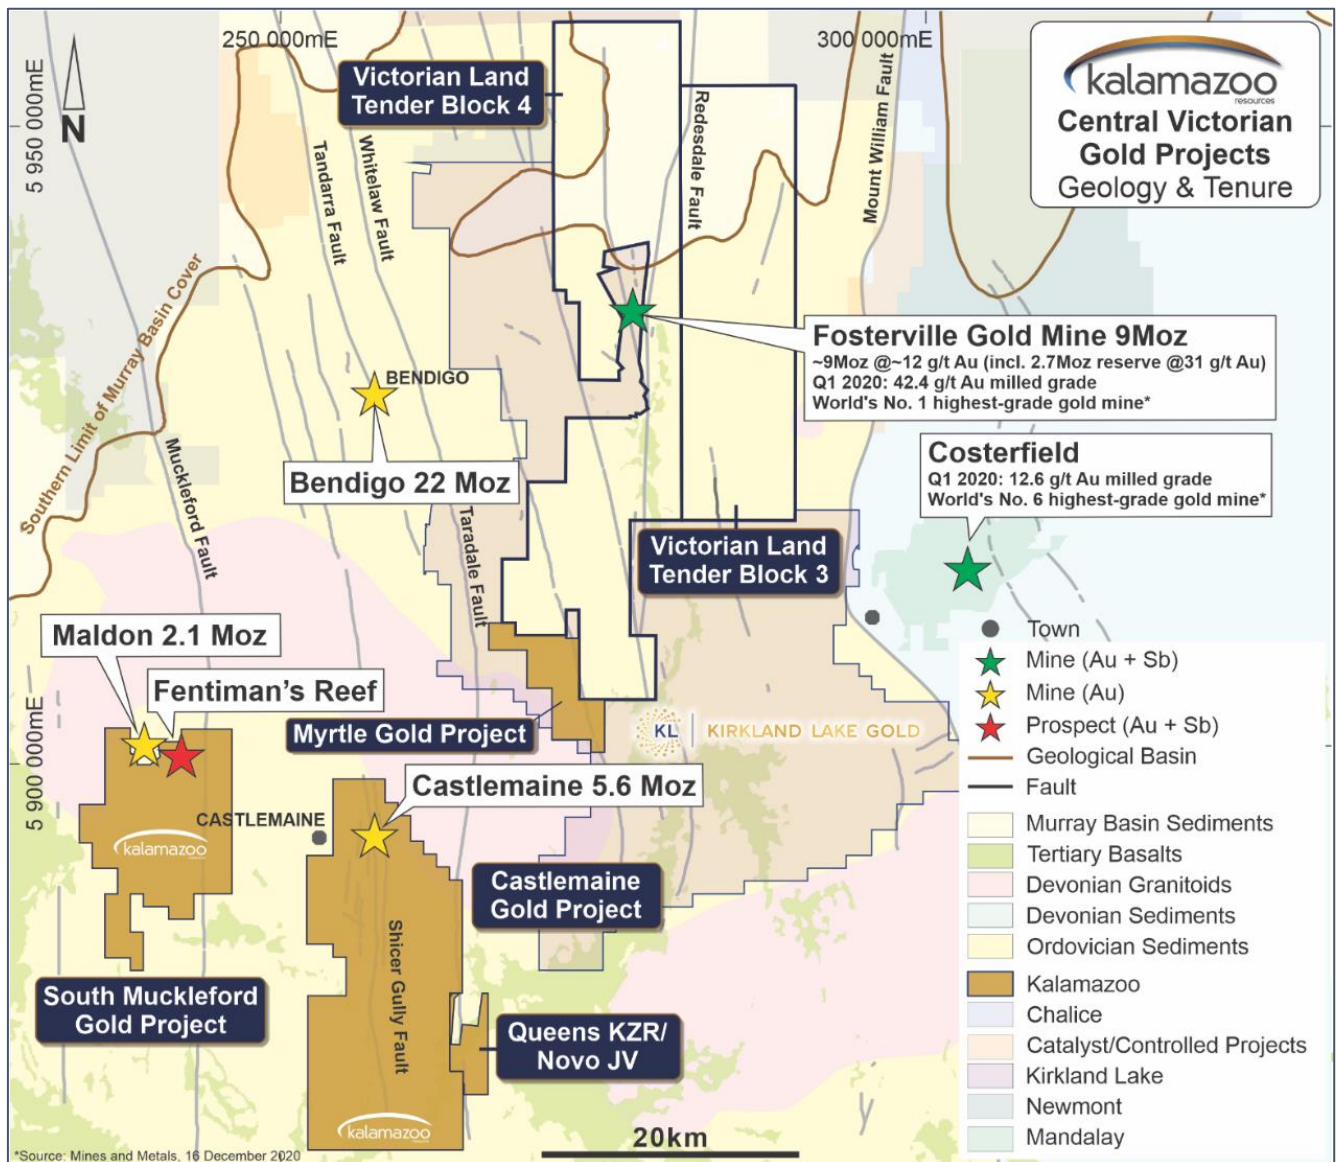 250 000mE
300 000mE
5 950 000mE
5 900 000mE
N
kalamazoo
resources
Central Victorian
Gold Projects
Geology & Tenure
Victorian Land
Tender Block 4
Tandarra Fault
Whitelaw Fault
Redesdale Fault
Mount William Fault
Southern Limit of Murray Basin Cover
Muckleford Fault
Fosterville Gold Mine 9Moz
~9Moz @~12 g/t Au (incl. 2.7Moz reserve @31 g/t Au)
Q1 2020: 42.4 g/t Au milled grade
World's No. 1 highest-grade gold mine*
BENDIGO
Bendigo 22 Moz
Costerfield
Q1 2020: 12.6 g/t Au milled grade
World's No. 6 highest-grade gold mine*
Taradale Fault
Victorian Land
Tender Block 3
Maldon 2.1 Moz
Fentiman's Reef
Myrtle Gold Project
KL
KIRKLAND LAKE GOLD
Castlemaine 5.6 Moz
CASTLEMAINE
kalamazoo
resources
Castlemaine
Gold Project
Shicer Gully Fault
South Muckleford
Gold Project
Queens KZR/
Novo JV
kalamazoo
resources
20km
*Source: Mines and Metals, 16 December 2020
Town
Mine (Au + Sb)
Mine (Au)
Prospect (Au + Sb)
Geological Basin
Fault
Murray Basin Sediments
Tertiary Basalts
Devonian Granitoids
Devonian Sediments
Ordovician Sediments
Kalamazoo
Chalice
Catalyst/Controlled Projects
Kirkland Lake
Newmont
Mandalay